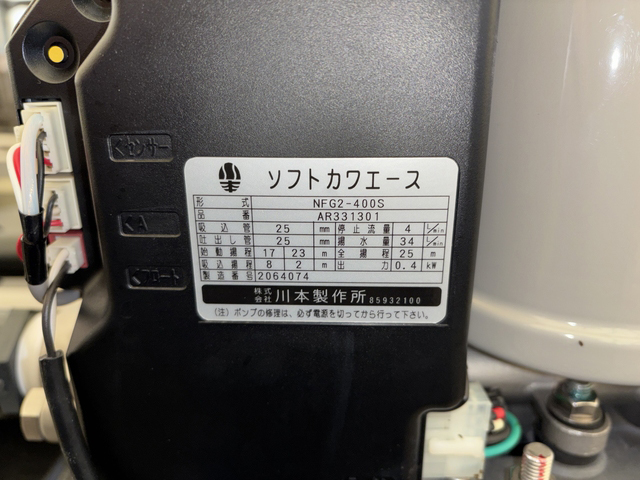 <センサー
<A
<フロート
ソフトカワエース
形 式 NFG2-400S
品 番 AR331301
吸込管 25 mm 停止流量 4 L/min
吐出し管 25 mm 揚水量 34 L/min
始動揚程 17 23 m 全揚程 25 m
吸込揚程 8 2 m 出力 0.4 kW
製造番号 2064074
株式会社 川本製作所 85932100
(注) ポンプの修理は、必ず電源を切ってから行って下さい。